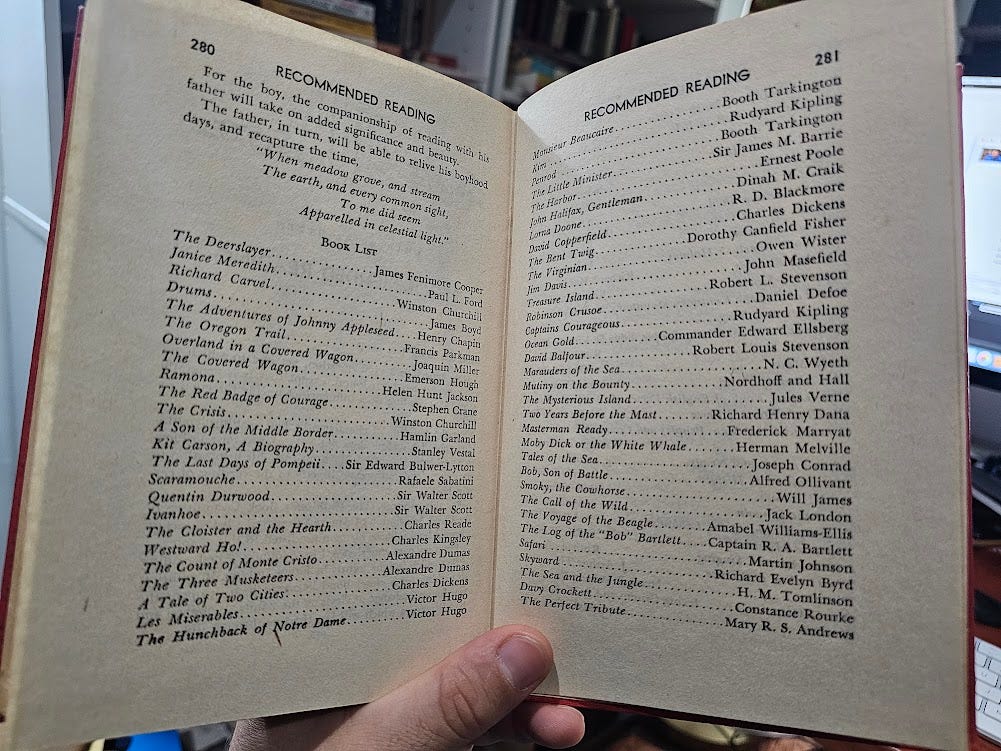 280
RECOMMENDED READING
For the boy, the companionship of reading with his
father will take on added significance and beauty.
The father, in turn, will be able to relive his boyhood
days, and recapture the time,
"When meadow grove, and stream
The earth, and every common sight,
To me did seem
Apparelled in celestial light."
BOOK LIST
The Deerslayer....................James Fenimore Cooper
Janice Meredith....................Paul L. Ford
Richard Carvel....................Winston Churchill
Drums....................James Boyd
The Adventures of Johnny Appleseed....Henry Chapin
The Oregon Trail....................Francis Parkman
Overland in a Covered Wagon..........Joaquin Miller
The Covered Wagon....................Emerson Hough
Ramona....................Helen Hunt Jackson
The Red Badge of Courage..........Stephen Crane
The Crisis....................Winston Churchill
A Son of the Middle Border..........Hamlin Garland
Kit Carson, A Biography..........Stanley Vestal
The Last Days of Pompeii....Sir Edward Bulwer-Lytton
Scaramouche....................Rafaele Sabatini
Quentin Durwood....................Sir Walter Scott
Ivanhoe....................Sir Walter Scott
The Cloister and the Hearth..........Charles Reade
Westward Ho!....................Charles Kingsley
The Count of Monte Cristo..........Alexandre Dumas
The Three Musketeers..........Alexandre Dumas
A Tale of Two Cities..........Charles Dickens
Les Miserables....................Victor Hugo
The Hunchback of Notre Dame..........Victor Hugo
281
RECOMMENDED READING
Monsieur Beaucaire..........Booth Tarkington
Kim....................Rudyard Kipling
Penrod....................Booth Tarkington
The Little Minister..........Sir James M. Barrie
The Harbor....................Ernest Poole
John Halifax, Gentleman..........Dinah M. Craik
Lorna Doone....................R. D. Blackmore
David Copperfield..........Charles Dickens
The Bent Twig..........Dorothy Canfield Fisher
The Virginian....................Owen Wister
Jim Davis....................John Masefield
Treasure Island..........Robert L. Stevenson
Robinson Crusoe....................Daniel Defoe
Captains Courageous..........Rudyard Kipling
Ocean Gold..........Commander Edward Ellsberg
David Balfour..........Robert Louis Stevenson
Marauders of the Sea..........N. C. Wyeth
Mutiny on the Bounty..........Nordhoff and Hall
The Mysterious Island..........Jules Verne
Two Years Before the Mast..........Richard Henry Dana
Masterman Ready..........Frederick Marryat
Moby Dick or the White Whale..........Herman Melville
Tales of the Sea..........Joseph Conrad
Bob, Son of Battle..........Alfred Ollivant
Smoky, the Cowhorse..........Will James
The Call of the Wild..........Jack London
The Voyage of the Beagle..........Amabel Williams-Ellis
The Log of the "Bob" Bartlett.....Captain R. A. Bartlett
Safari....................Martin Johnson
Skyward..........Richard Evelyn Byrd
The Sea and the Jungle..........H. M. Tomlinson
Davy Crockett..........Constance Rourke
The Perfect Tribute..........Mary R. S. Andrews